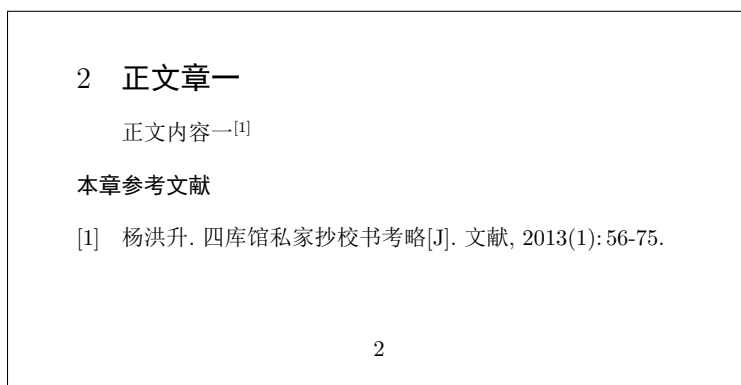 2 正文章一
正文内容一[1]
本章参考文献
[1] 杨洪升. 四库馆私家抄校书考略[J]. 文献, 2013(1): 56-75.
2